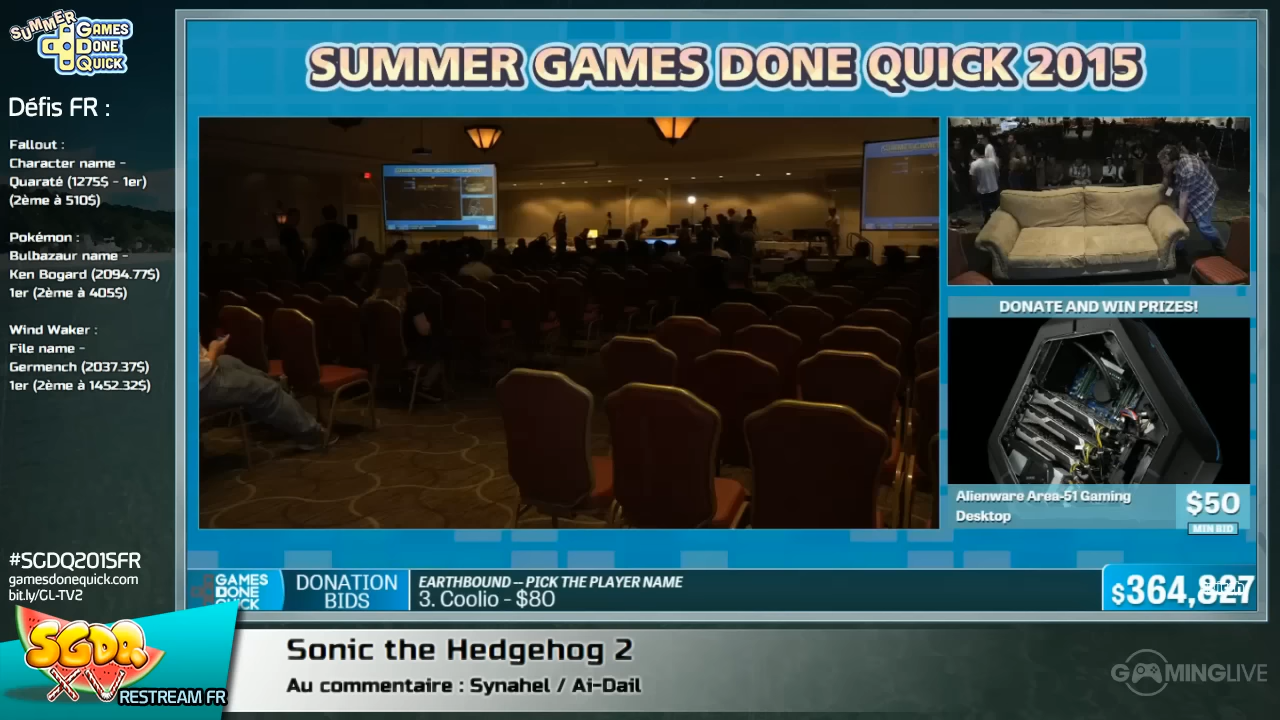 SUMMER
GAMES
DONE
QUICK
Défis FR :
Fallout :
Character name -
Quaraté (1275$ - 1er)
(2ème à 510$)
Pokémon :
Bulbazaur name -
Ken Bogard (2094.77$)
1er (2ème à 405$)
Wind Waker :
File name -
Germench (2037.37$)
1er (2ème à 1452.32$)
#SGDQ2015FR
gamesdonequick.com
bit.ly/GL-TV2
SGDQ
XV
RESTREAM FR
SUMMER GAMES DONE QUICK 2015
DONATE AND WIN PRIZES!
Alienware Area-51 Gaming
Desktop
$50
MIN BID
GAMES
DONE
QUICK
DONATION
BIDS
EARTHBOUND – PICK THE PLAYER NAME
3. Coolio - $80
$364,827
Sonic the Hedgehog 2
Au commentaire : Synahel / Ai-Dail
GAMINGLIVE